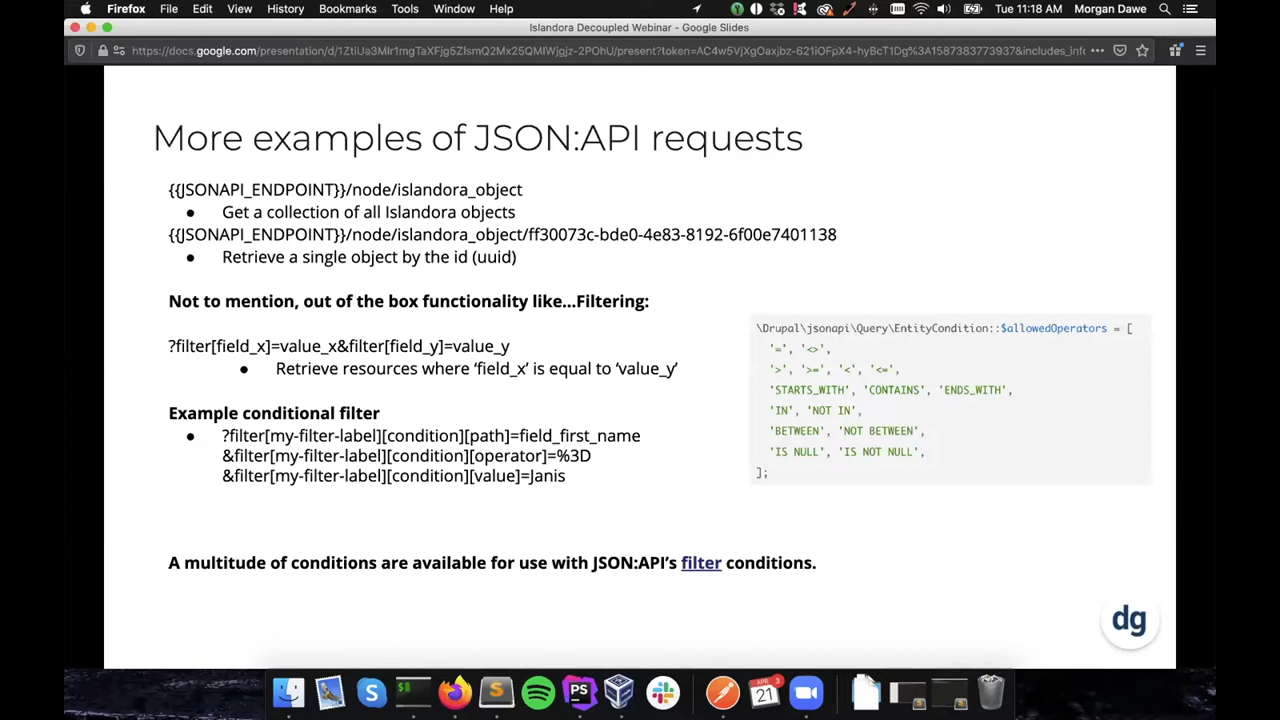 Firefox File Edit View History Bookmarks Tools Window Help Tue 11:18 AM Morgan Dawe
Islandora Decoupled Webinar - Google Slides
More examples of JSON:API requests
{{JSONAPI_ENDPOINT}}/node/islandora_object
● Get a collection of all Islandora objects
{{JSONAPI_ENDPOINT}}/node/islandora_object/ff30073c-bde0-4e83-8192-6f00e7401138
● Retrieve a single object by the id (uuid)
Not to mention, out of the box functionality like...Filtering:
?filter[field_x]=value_x&filter[field_y]=value_y
● Retrieve resources where ‘field_x’ is equal to ‘value_y’
Example conditional filter
● ?filter[my-filter-label][condition][path]=field_first_name
&filter[my-filter-label][condition][operator]=%3D
&filter[my-filter-label][condition][value]=Janis
\Drupal\jsonapi\Query\EntityCondition::$allowedOperators = [
'=', '<>',
'>', '>=', '<', '<=',
'STARTS_WITH', 'CONTAINS', 'ENDS_WITH',
'IN', 'NOT IN',
'BETWEEN', 'NOT BETWEEN',
'IS NULL', 'IS NOT NULL',
];
A multitude of conditions are available for use with JSON:API’s filter conditions.
dg
APR 21
3
PS